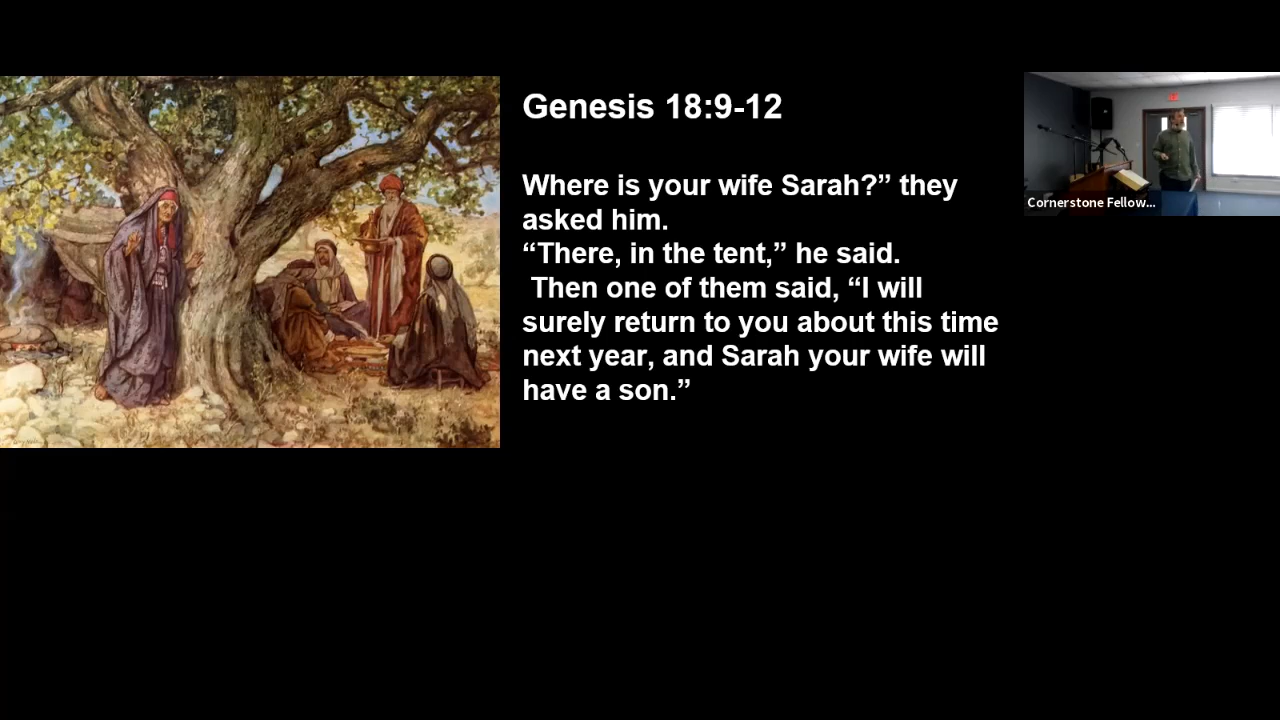 Genesis 18:9-12
Where is your wife Sarah?” they
asked him.
“There, in the tent,” he said.
Then one of them said, “I will
surely return to you about this time
next year, and Sarah your wife will
have a son.”
Cornerstone Fellow...